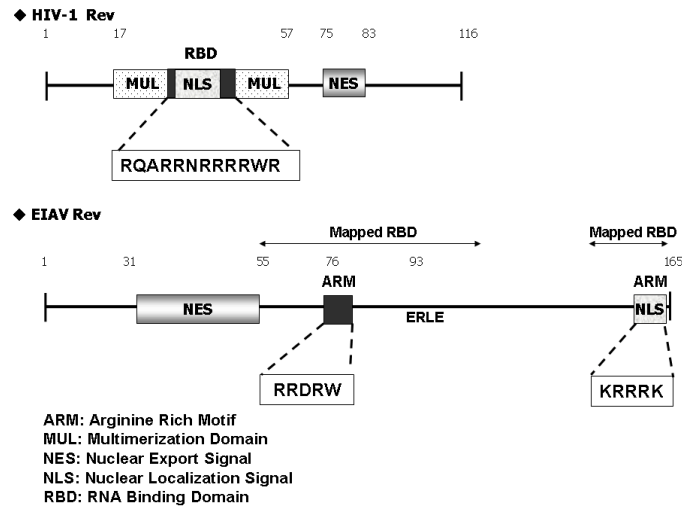 ◆ HIV-1 Rev
1 17 57 75 83 116
RBD
MUL NLS MUL NES
RQARRNRRRRWR
◆ EIAV Rev
Mapped RBD Mapped RBD
1 31 55 76 93 165
ARM ARM
NES NLS
ERLE
RRDRW KRRRK
ARM: Arginine Rich Motif
MUL: Multimerization Domain
NES: Nuclear Export Signal
NLS: Nuclear Localization Signal
RBD: RNA Binding Domain